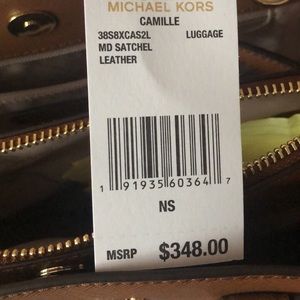 MICHAEL KORS
CAMILLE
38S8XCAS2L LUGGAGE
MD SATCHEL
LEATHER
1 91935 60364 7
NS
MSRP $348.00